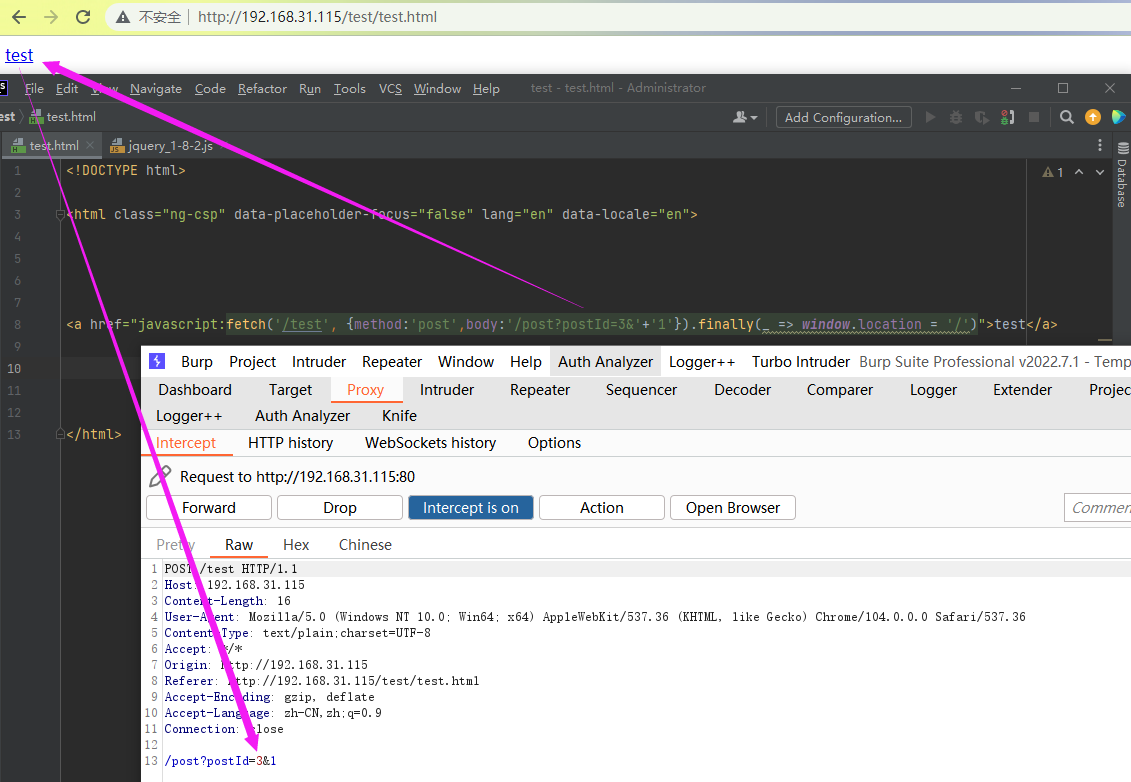 不安全 | http://192.168.31.115/test/test.html
test
File Edit View Navigate Code Refactor Run Tools VCS Window Help test - test.html - Administrator
est test.html Add Configuration...
test.html jquery_1-8-2.js
1 <!DOCTYPE html> 1
2
3 <html class="ng-csp" data-placeholder-focus="false" lang="en" data-locale="en">
Database
4
5
6
7
8 <a href="javascript:fetch('/test', {method:'post',body:'/post?postId=3&'+'1'}).finally(_ => window.location = '/')">test</a>
9
10
11
12
13 </html>
Burp Project Intruder Repeater Window Help Auth Analyzer Logger++ Turbo Intruder Burp Suite Professional v2022.7.1 - Temp
Dashboard Target Proxy Intruder Repeater Sequencer Decoder Comparer Logger Extender Projec
Logger++ Auth Analyzer Knife
Intercept HTTP history WebSockets history Options
Request to http://192.168.31.115:80
Forward Drop Intercept is on Action Open Browser Commen
Pretty Raw Hex Chinese
1 POST /test HTTP/1.1
2 Host: 192.168.31.115
3 Content-Length: 16
4 User-Agent: Mozilla/5.0 (Windows NT 10.0; Win64; x64) AppleWebKit/537.36 (KHTML, like Gecko) Chrome/104.0.0.0 Safari/537.36
5 Content-Type: text/plain;charset=UTF-8
6 Accept: */*
7 Origin: http://192.168.31.115
8 Referer: http://192.168.31.115/test/test.html
9 Accept-Encoding: gzip, deflate
10 Accept-Language: zh-CN,zh;q=0.9
11 Connection: close
12
13 /post?postId=3&1